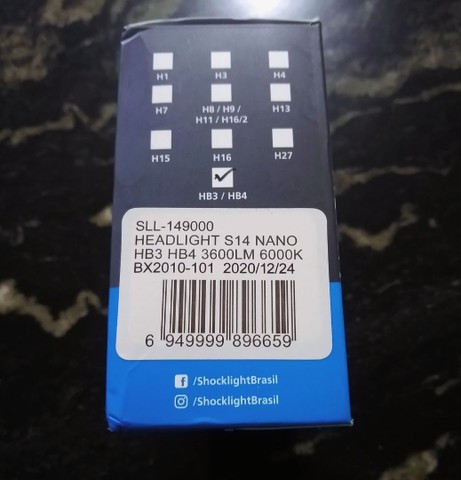 H1 H3 H4
H7 H8 / H9 / H13
H11 / H16/2
H15 H16 H27
HB3 / HB4
SLL-149000
HEADLIGHT S14 NANO
HB3 HB4 3600LM 6000K
BX2010-101 2020/12/24
6 949999 896659
/ShocklightBrasil
/ShocklightBrasil